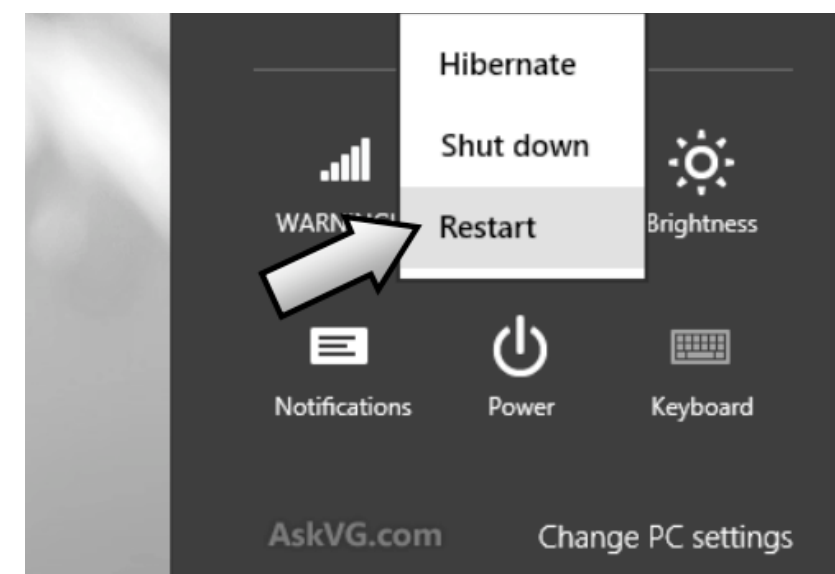 Hibernate
Shut down
Restart
Brightness
Notifications
Power
Keyboard
AskVG.com
Change PC settings